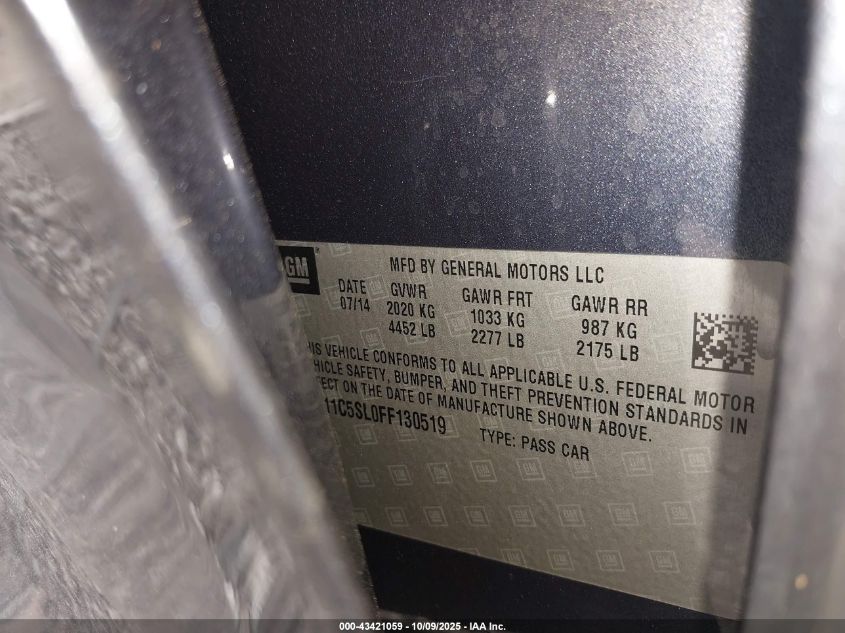 GM
MFD BY GENERAL MOTORS LLC
DATE GVWR GAWR FRT GAWR RR
07/14 2020 KG 1033 KG 987 KG
4452 LB 2277 LB 2175 LB
IS VEHICLE CONFORMS TO ALL APPLICABLE U.S. FEDERAL MOTOR
HICLE SAFETY, BUMPER, AND THEFT PREVENTION STANDARDS IN
FECT ON THE DATE OF MANUFACTURE SHOWN ABOVE.
11C5SL0FF130519 TYPE: PASS CAR
000-43421059 - 10/09/2025 - IAA Inc.